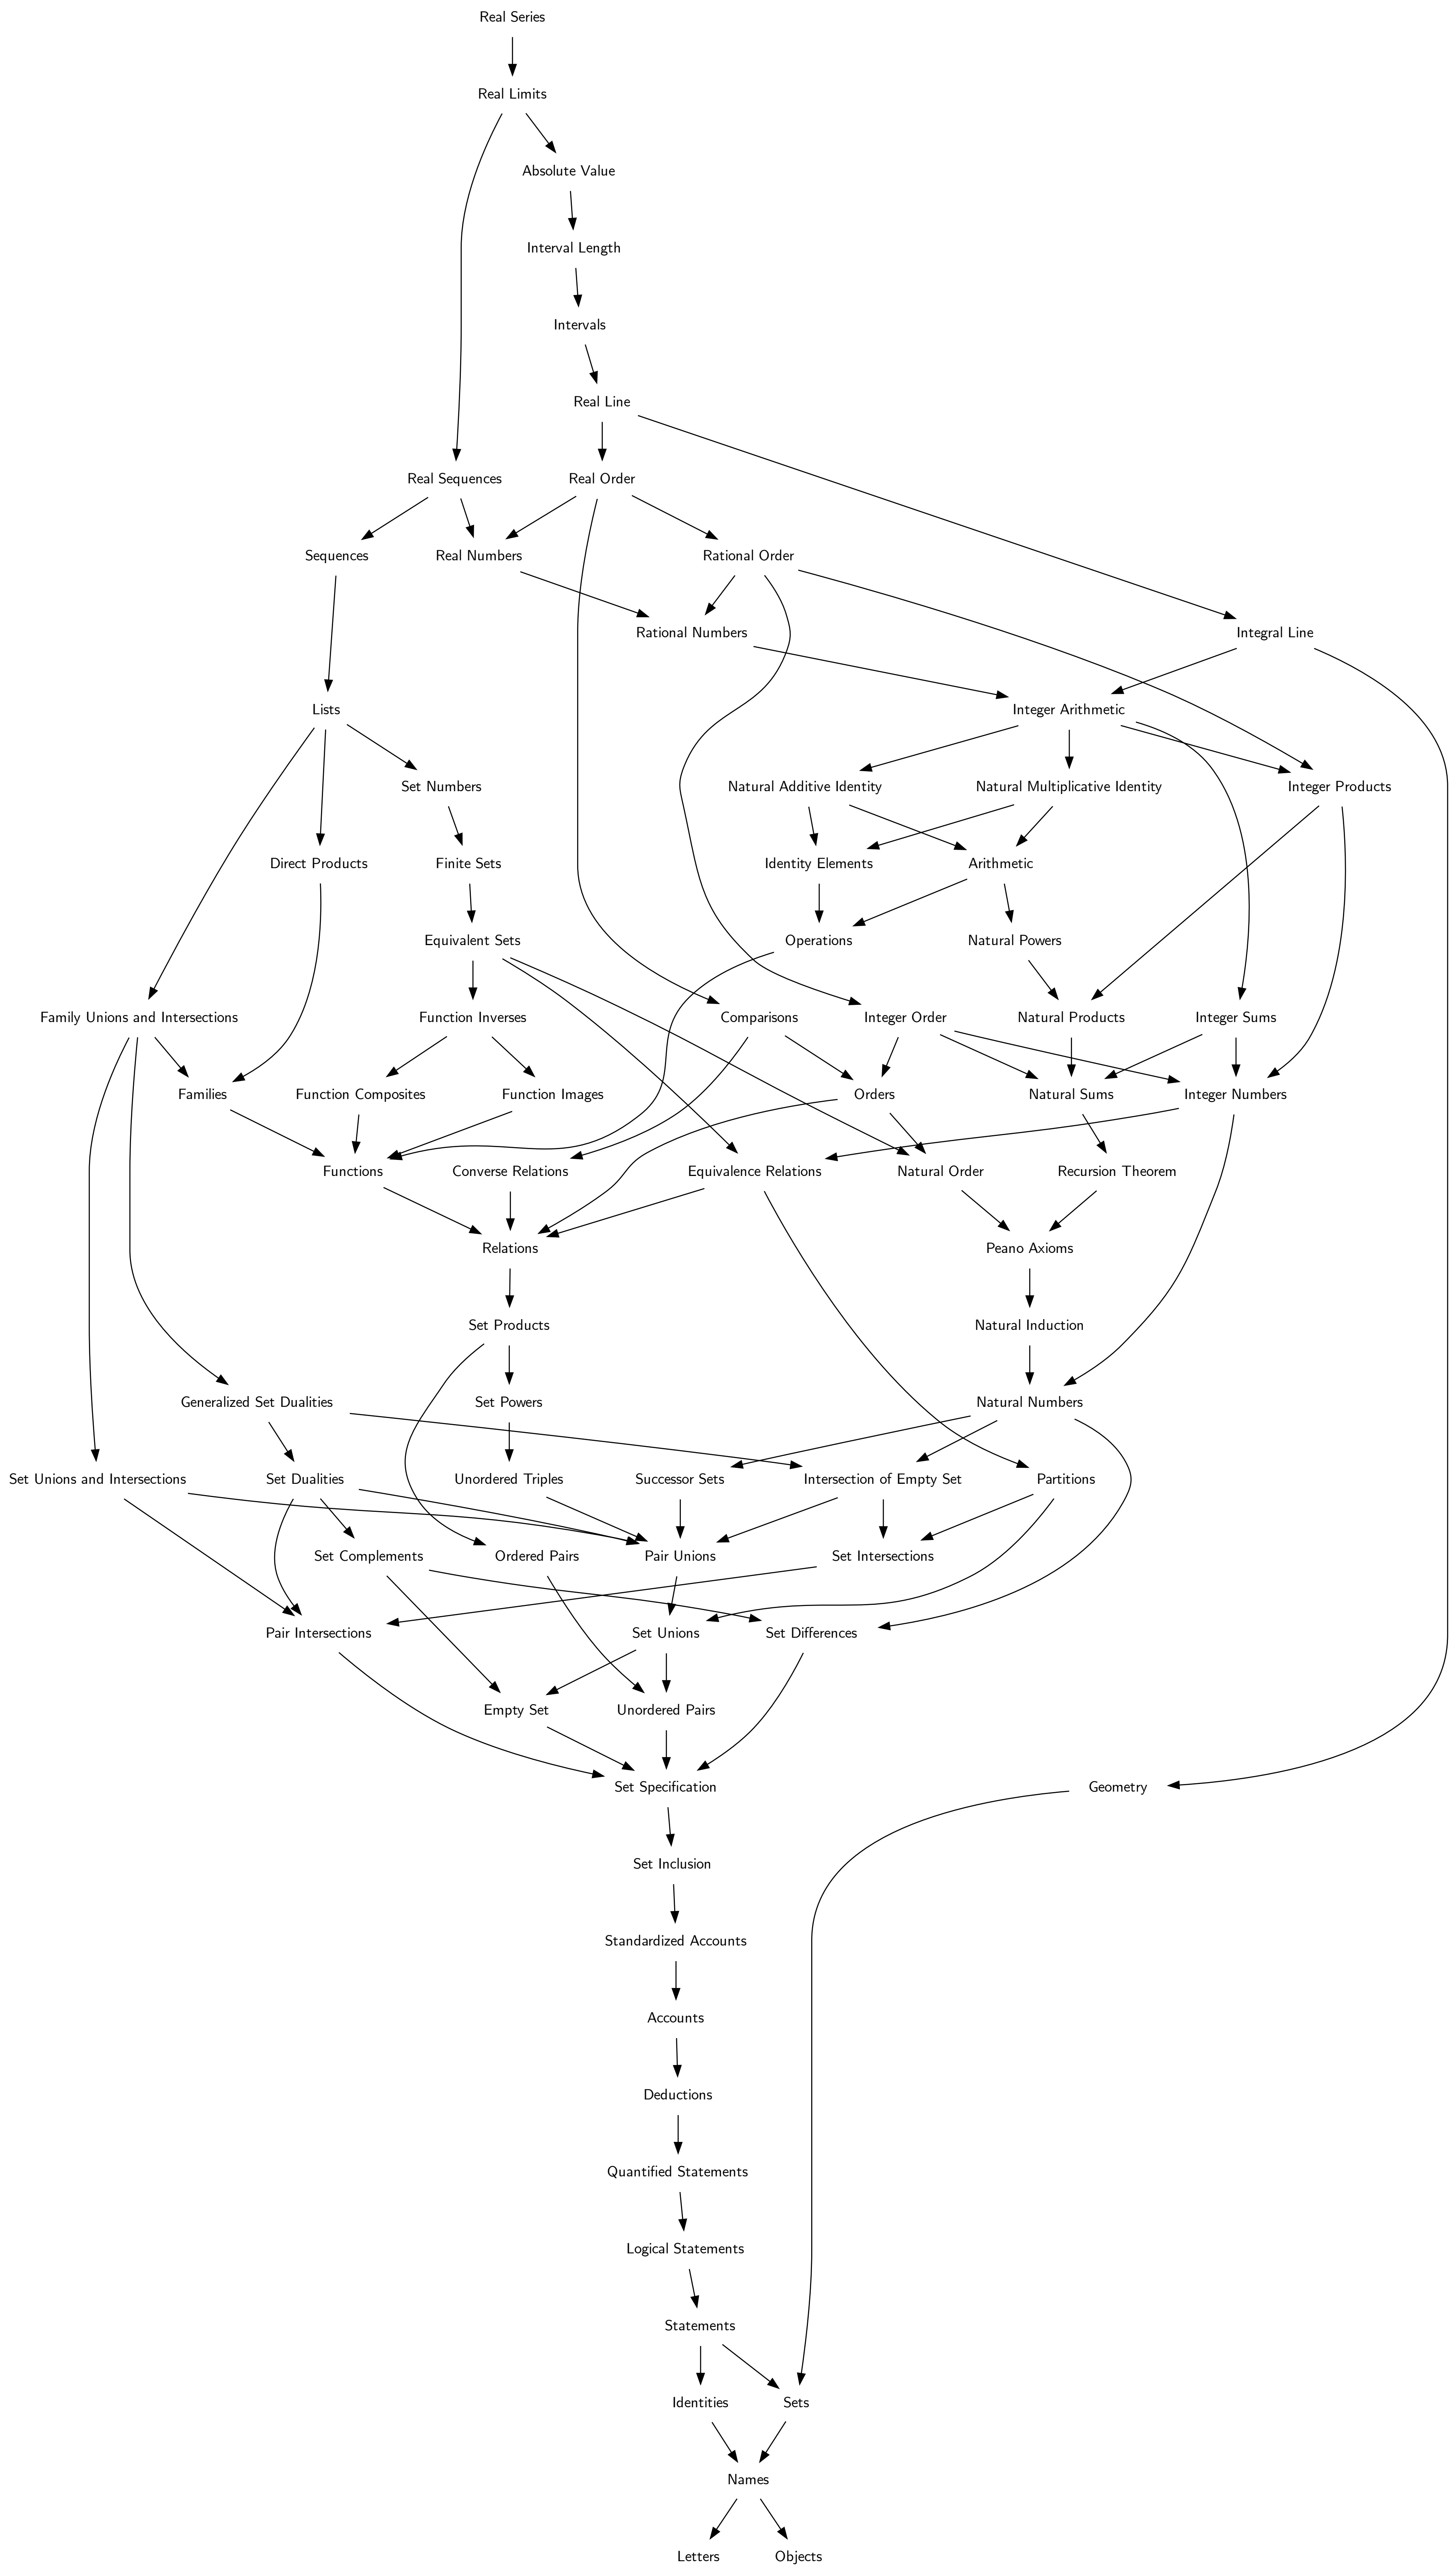 Real Series
Real Limits
Absolute Value
Interval Length
Intervals
Real Line
Real Sequences
Real Order
Sequences
Real Numbers
Rational Order
Rational Numbers
Integral Line
Lists
Integer Arithmetic
Set Numbers
Natural Additive Identity
Natural Multiplicative Identity
Integer Products
Direct Products
Finite Sets
Identity Elements
Arithmetic
Equivalent Sets
Operations
Natural Powers
Family Unions and Intersections
Function Inverses
Comparisons
Integer Order
Natural Products
Integer Sums
Families
Function Composites
Function Images
Orders
Natural Sums
Integer Numbers
Functions
Converse Relations
Equivalence Relations
Natural Order
Recursion Theorem
Relations
Peano Axioms
Set Products
Natural Induction
Generalized Set Dualities
Set Powers
Natural Numbers
Set Unions and Intersections
Set Dualities
Unordered Triples
Successor Sets
Intersection of Empty Set
Partitions
Set Complements
Ordered Pairs
Pair Unions
Set Intersections
Pair Intersections
Set Unions
Set Differences
Empty Set
Unordered Pairs
Set Specification
Geometry
Set Inclusion
Standardized Accounts
Accounts
Deductions
Quantified Statements
Logical Statements
Statements
Identities
Sets
Names
Letters
Objects